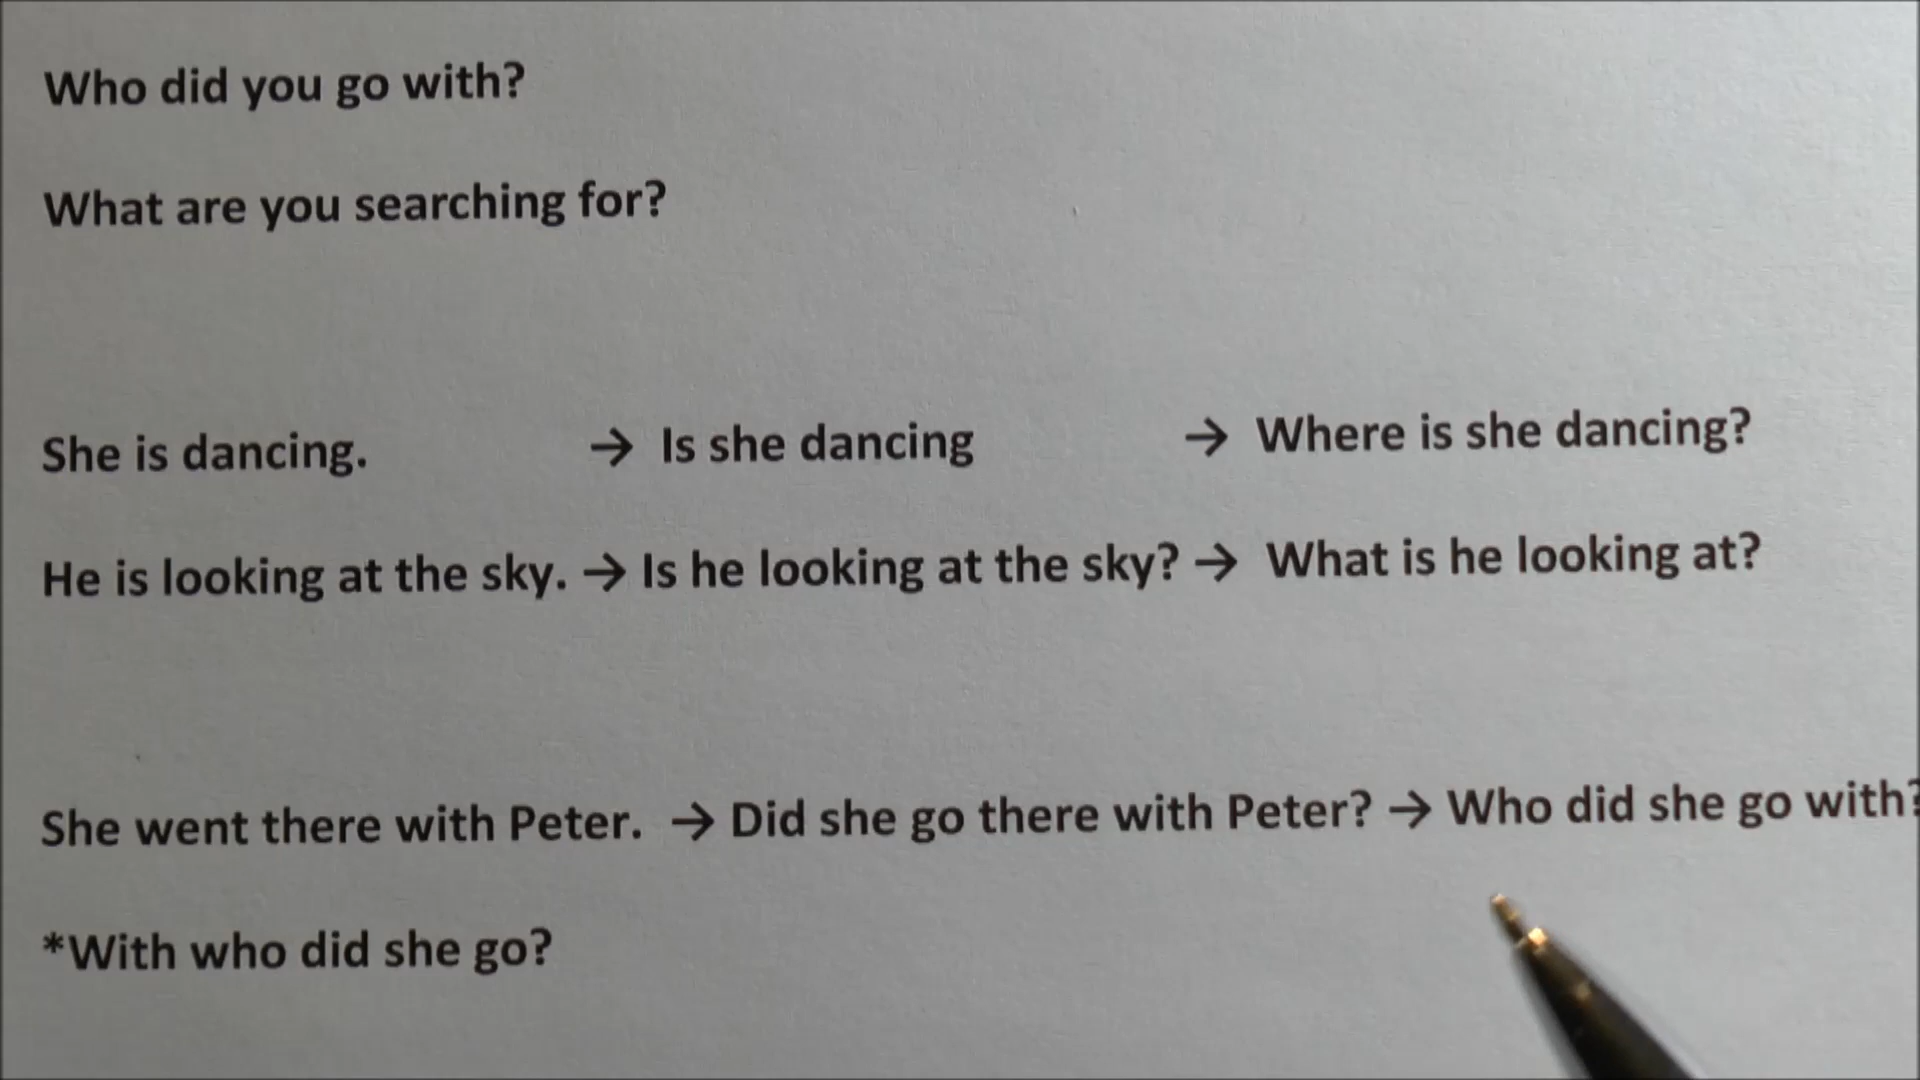 Who did you go with?
What are you searching for?
She is dancing. → Is she dancing → Where is she dancing?
He is looking at the sky. → Is he looking at the sky? → What is he looking at?
She went there with Peter. → Did she go there with Peter? → Who did she go with?
*With who did she go?